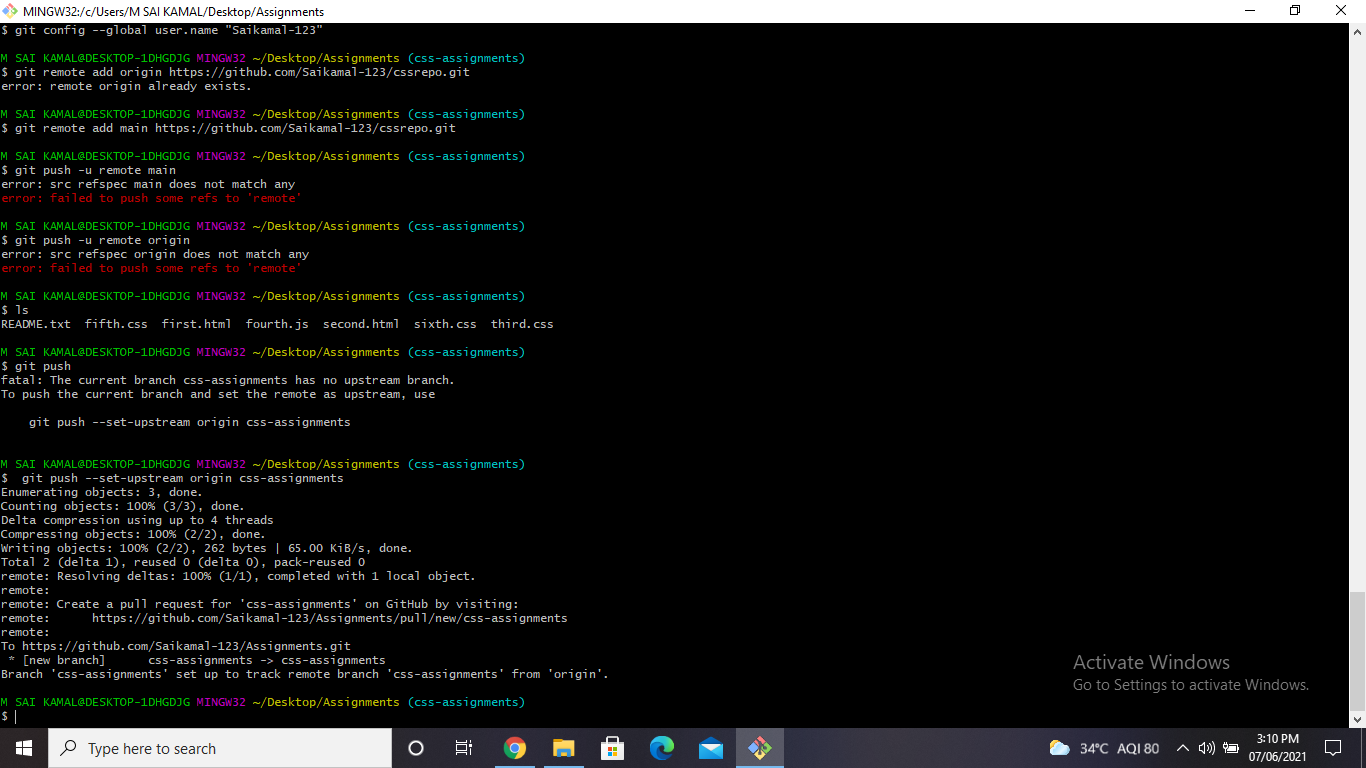 MINGW32:/c/Users/M SAI KAMAL/Desktop/Assignments
$ git config --global user.name "Saikamal-123"
M SAI KAMAL@DESKTOP-1DHGDJG MINGW32 ~/Desktop/Assignments (css-assignments)
$ git remote add origin https://github.com/Saikamal-123/cssrepo.git
error: remote origin already exists.
M SAI KAMAL@DESKTOP-1DHGDJG MINGW32 ~/Desktop/Assignments (css-assignments)
$ git remote add main https://github.com/Saikamal-123/cssrepo.git
M SAI KAMAL@DESKTOP-1DHGDJG MINGW32 ~/Desktop/Assignments (css-assignments)
$ git push -u remote main
error: src refspec main does not match any
error: failed to push some refs to 'remote'
M SAI KAMAL@DESKTOP-1DHGDJG MINGW32 ~/Desktop/Assignments (css-assignments)
$ git push -u remote origin
error: src refspec origin does not match any
error: failed to push some refs to 'remote'
M SAI KAMAL@DESKTOP-1DHGDJG MINGW32 ~/Desktop/Assignments (css-assignments)
$ ls
README.txt  fifth.css  first.html  fourth.js  second.html  sixth.css  third.css
M SAI KAMAL@DESKTOP-1DHGDJG MINGW32 ~/Desktop/Assignments (css-assignments)
$ git push
fatal: The current branch css-assignments has no upstream branch.
To push the current branch and set the remote as upstream, use
    git push --set-upstream origin css-assignments
M SAI KAMAL@DESKTOP-1DHGDJG MINGW32 ~/Desktop/Assignments (css-assignments)
$  git push --set-upstream origin css-assignments
Enumerating objects: 3, done.
Counting objects: 100% (3/3), done.
Delta compression using up to 4 threads
Compressing objects: 100% (2/2), done.
Writing objects: 100% (2/2), 262 bytes | 65.00 KiB/s, done.
Total 2 (delta 1), reused 0 (delta 0), pack-reused 0
remote: Resolving deltas: 100% (1/1), completed with 1 local object.
remote:
remote: Create a pull request for 'css-assignments' on GitHub by visiting:
remote:      https://github.com/Saikamal-123/Assignments/pull/new/css-assignments
remote:
To https://github.com/Saikamal-123/Assignments.git
 * [new branch]      css-assignments -> css-assignments
Branch 'css-assignments' set up to track remote branch 'css-assignments' from 'origin'.
M SAI KAMAL@DESKTOP-1DHGDJG MINGW32 ~/Desktop/Assignments (css-assignments)
$
Activate Windows
Go to Settings to activate Windows.
Type here to search
34°C AQI 80
3:10 PM
07/06/2021